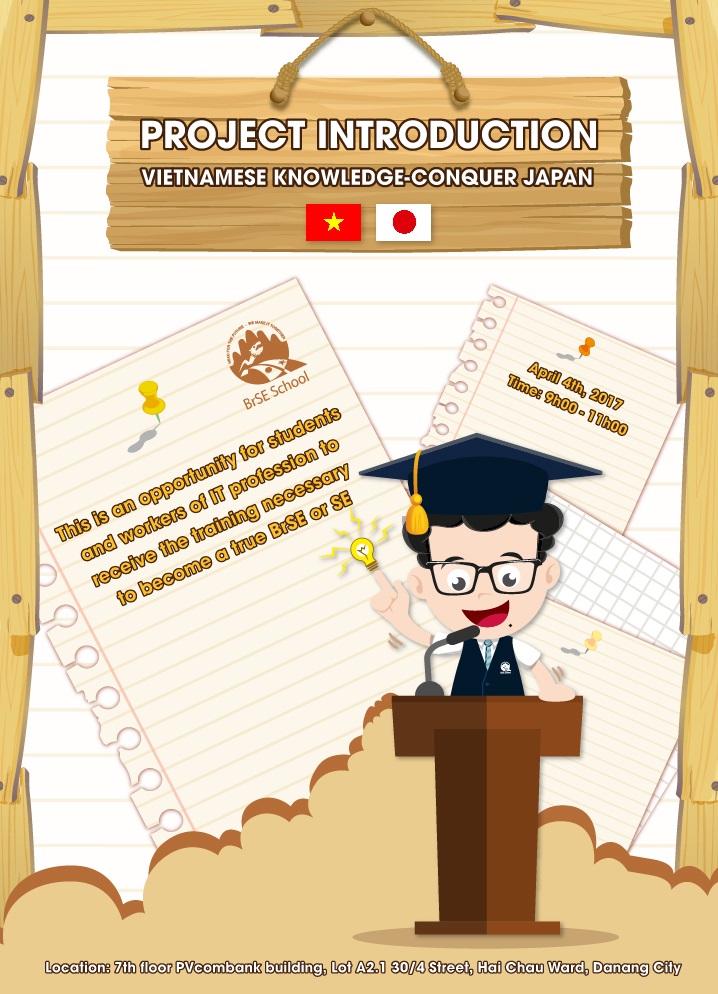 PROJECT INTRODUCTION
VIETNAMESE KNOWLEDGE-CONQUER JAPAN
BrSE School
This is an opportunity for students
and workers of IT profession to
receive the training necessary
to become a true BrSE or SE
April 4th, 2017
Time: 9h00 - 11h00
Location: 7th floor PVcombank building, Lot A2.1 30/4 Street, Hai Chau Ward, Danang City